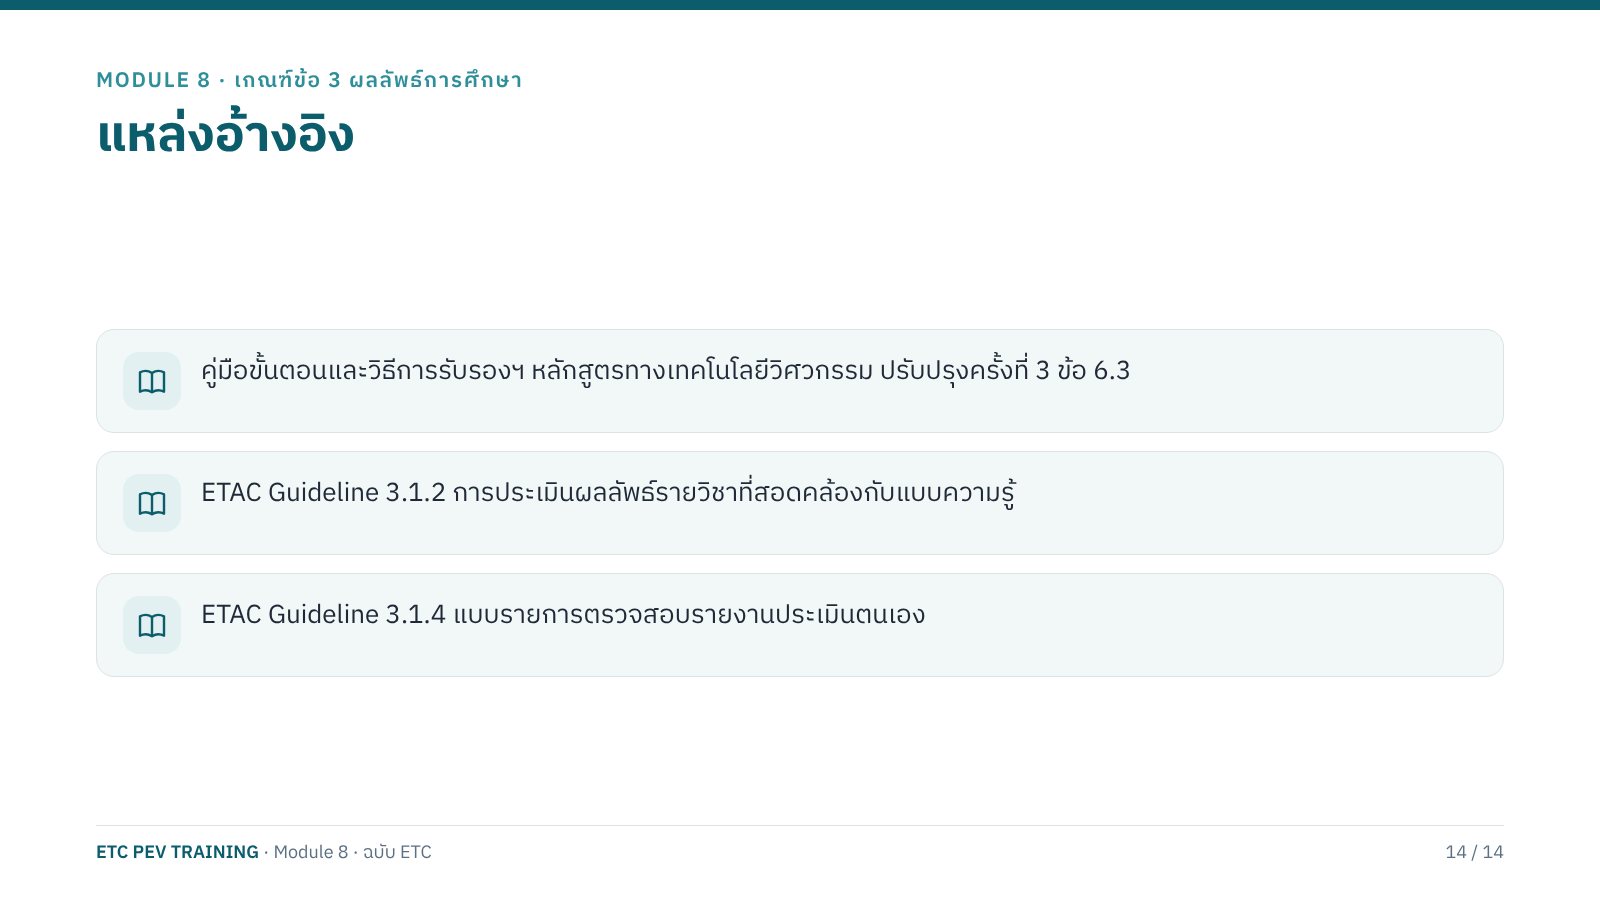 MODULE 8 · เกณฑ์ข้อ 3 ผลลัพธ์การศึกษา
แหล่งอ้างอิง
คู่มือขั้นตอนและวิธีการรับรองฯ หลักสูตรทางเทคโนโลยีวิศวกรรม ปรับปรุงครั้งที่ 3 ข้อ 6.3
ETAC Guideline 3.1.2 การประเมินผลลัพธ์รายวิชาที่สอดคล้องกับแบบความรู้
ETAC Guideline 3.1.4 แบบรายการตรวจสอบรายงานประเมินตนเอง
ETC PEV TRAINING · Module 8 · ฉบับ ETC
14 / 14